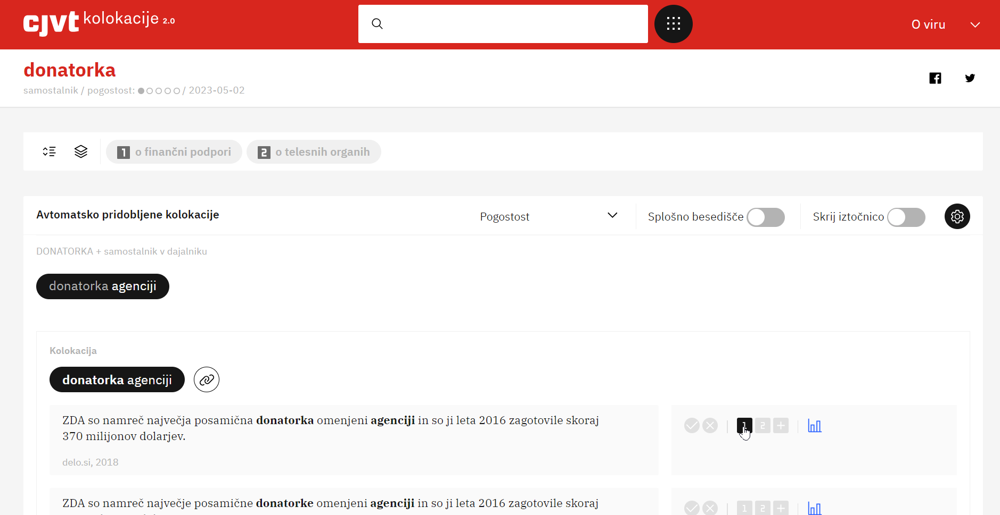 cjvt kolokacije 2.0
O viru
donatorka
samostalnik / pogostost: / 2023-05-02
1 o finančni podpori 2 o telesnih organih
Avtomatsko pridobljene kolokacije
Pogostost
Splošno besedišče
Skrij iztočnico
DONATORKA + samostalnik v dajalniku
donatorka agenciji
Kolokacija
donatorka agenciji
ZDA so namreč največja posamična donatorka omenjeni agenciji in so ji leta 2016 zagotovile skoraj
370 milijonov dolarjev.
1 2 +
delo.si, 2018
ZDA so namreč največje posamične donatorke omenjeni agenciji in so ji leta 2016 zagotovile skoraj
1 2 +